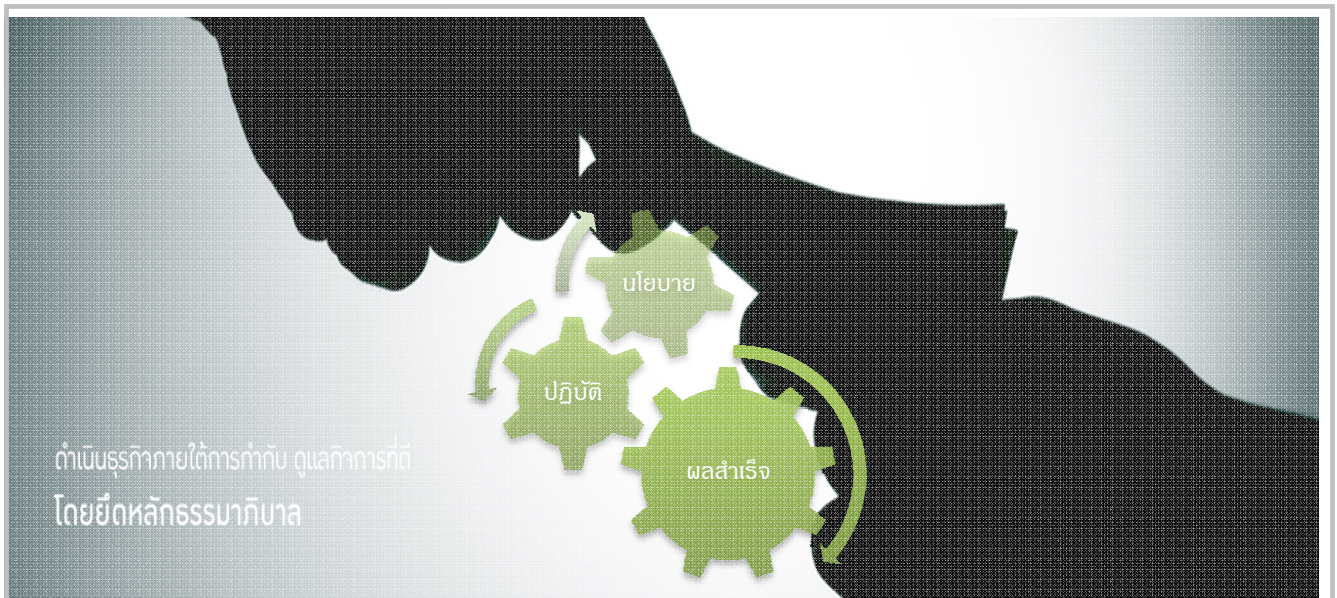 นโยบาย
ปฏิบัติ
ผลสำเร็จ
ดำเนินธุรกิจภายใต้การกำกับ ดูแลกิจการที่ดี
โดยยึดหลักธรรมาภิบาล